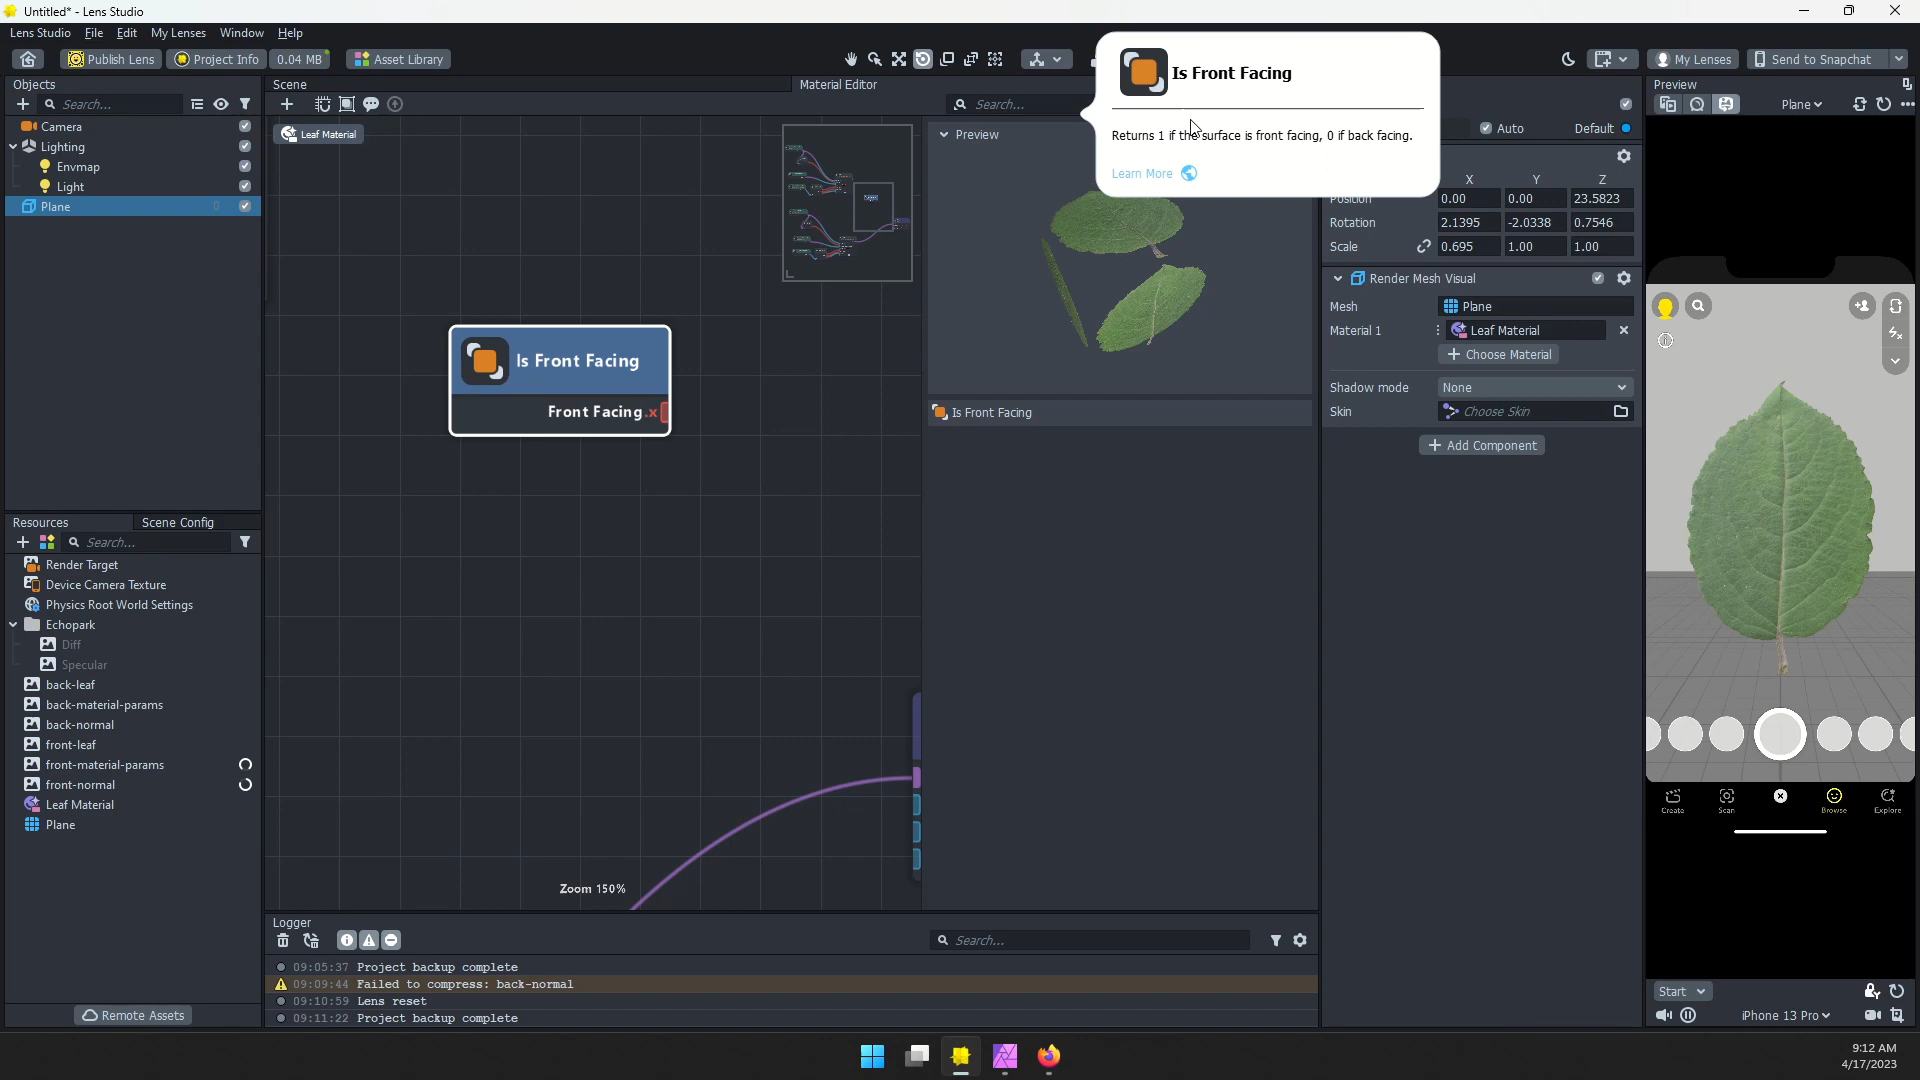 Untitled* - Lens Studio
Lens Studio File Edit My Lenses Window Help
Publish Lens Project Info 0.04 MB Asset Library My Lenses Send to Snapchat
Objects
Search...
Camera
Lighting
Envmap
Light
Plane 0
Resources Scene Config
Search...
Render Target
Device Camera Texture
Physics Root World Settings
Echopark
Diff
Specular
back-leaf
back-material-params
back-normal
front-leaf
front-material-params
front-normal
Leaf Material
Plane
Remote Assets
Scene
Material Editor
Search...
Leaf Material
Is Front Facing
Front Facing.x
Zoom 150%
Preview
Is Front Facing
Is Front Facing
Returns 1 if the surface is front facing, 0 if back facing.
Learn More
Auto Default
X Y Z
Position 0.00 0.00 23.5823
Rotation 2.1395 -2.0338 0.7546
Scale 0.695 1.00 1.00
Render Mesh Visual
Mesh Plane
Material 1 Leaf Material
Choose Material
Shadow mode None
Skin Choose Skin
Add Component
Logger
Search...
09:05:37 Project backup complete
09:09:44 Failed to compress: back-normal
09:10:59 Lens reset
09:11:22 Project backup complete
Preview
Plane
Create Scan Browse Explore
Start
iPhone 13 Pro
9:12 AM
4/17/2023